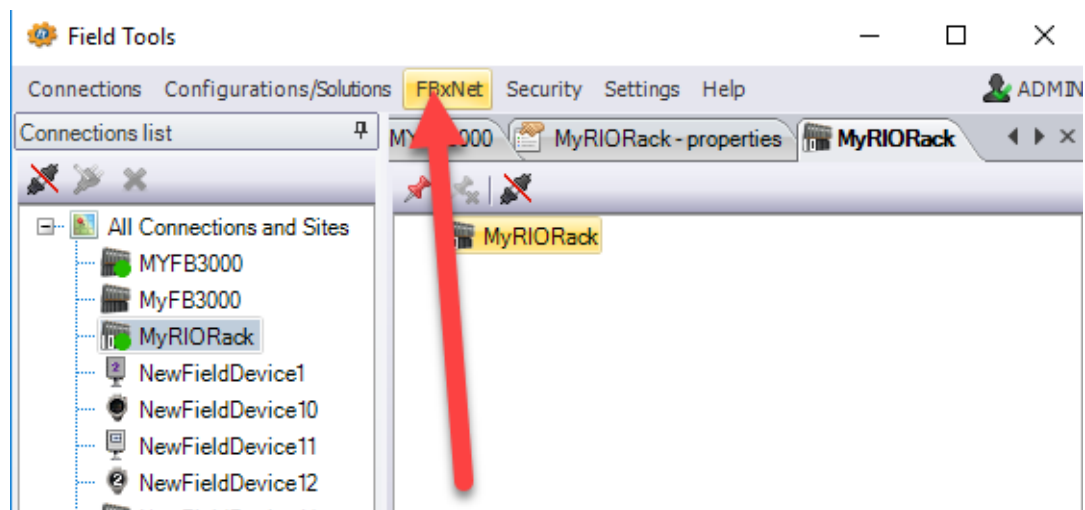 Field Tools
Connections Configurations/Solutions FBxNet Security Settings Help ADMIN
Connections list
MyRIORack - properties MyRIORack
MyRIORack
All Connections and Sites
MYFB3000
MyFB3000
MyRIORack
NewFieldDevice1
NewFieldDevice10
NewFieldDevice11
NewFieldDevice12